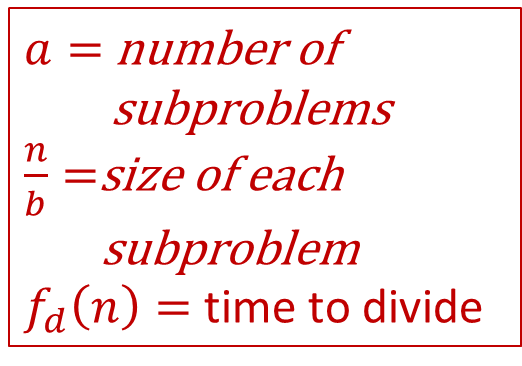 a = number of
subproblems
n/b =size of each
subproblem
f_d(n) = time to divide